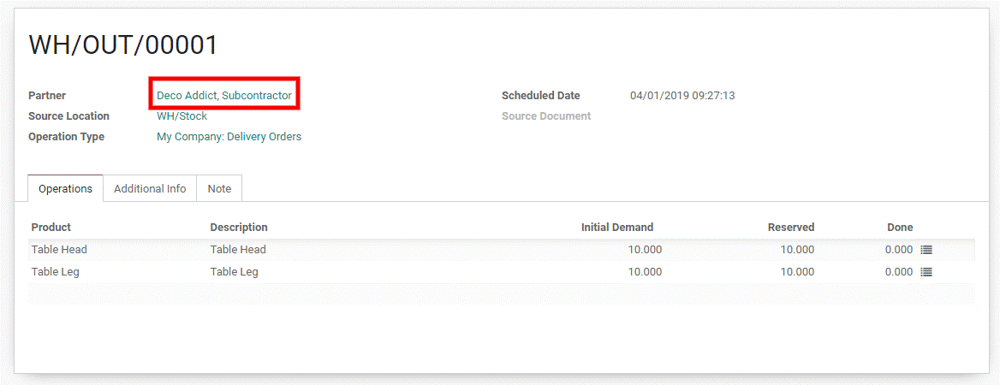 WH/OUT/00001
Partner Deco Addict, Subcontractor Scheduled Date 04/01/2019 09:27:13
Source Location WH/Stock Source Document
Operation Type My Company: Delivery Orders
Operations Additional Info Note
Product Description Initial Demand Reserved Done
Table Head Table Head 10.000 10.000 0.000
Table Leg Table Leg 10.000 10.000 0.000